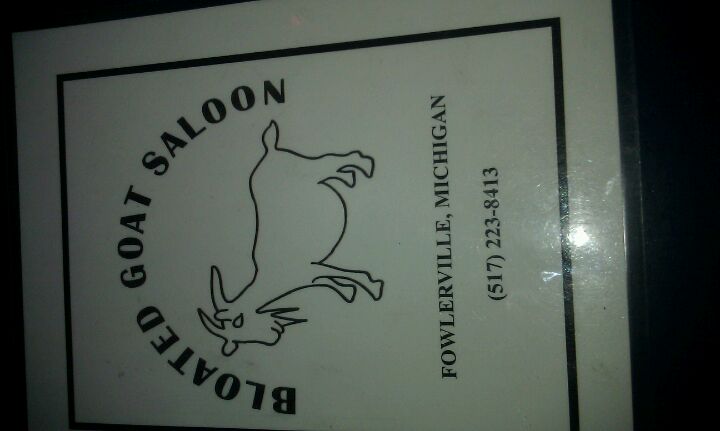 BLOATED GOAT SALOON
FOWLERVILLE, MICHIGAN
(517) 223-8413